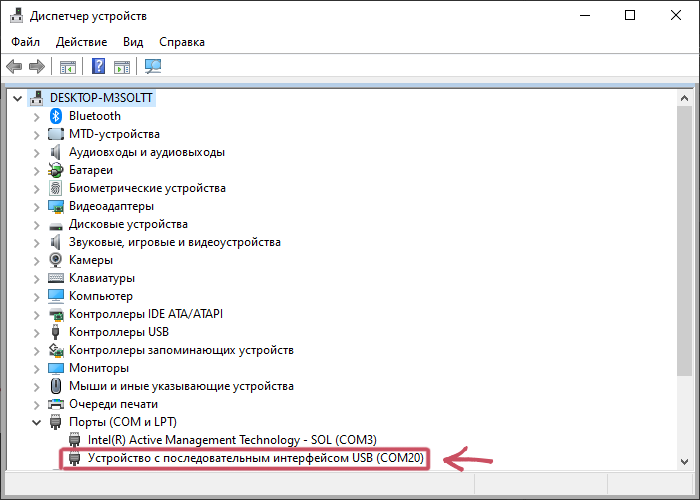 Диспетчер устройств
Файл Действие Вид Справка
DESKTOP-M3SOLTT
Bluetooth
MTD-устройства
Аудиовходы и аудиовыходы
Батареи
Биометрические устройства
Видеоадаптеры
Дисковые устройства
Звуковые, игровые и видеоустройства
Камеры
Клавиатуры
Компьютер
Контроллеры IDE ATA/ATAPI
Контроллеры USB
Контроллеры запоминающих устройств
Мониторы
Мыши и иные указывающие устройства
Очереди печати
Порты (COM и LPT)
Intel(R) Active Management Technology - SOL (COM3)
Устройство с последовательным интерфейсом USB (COM20)